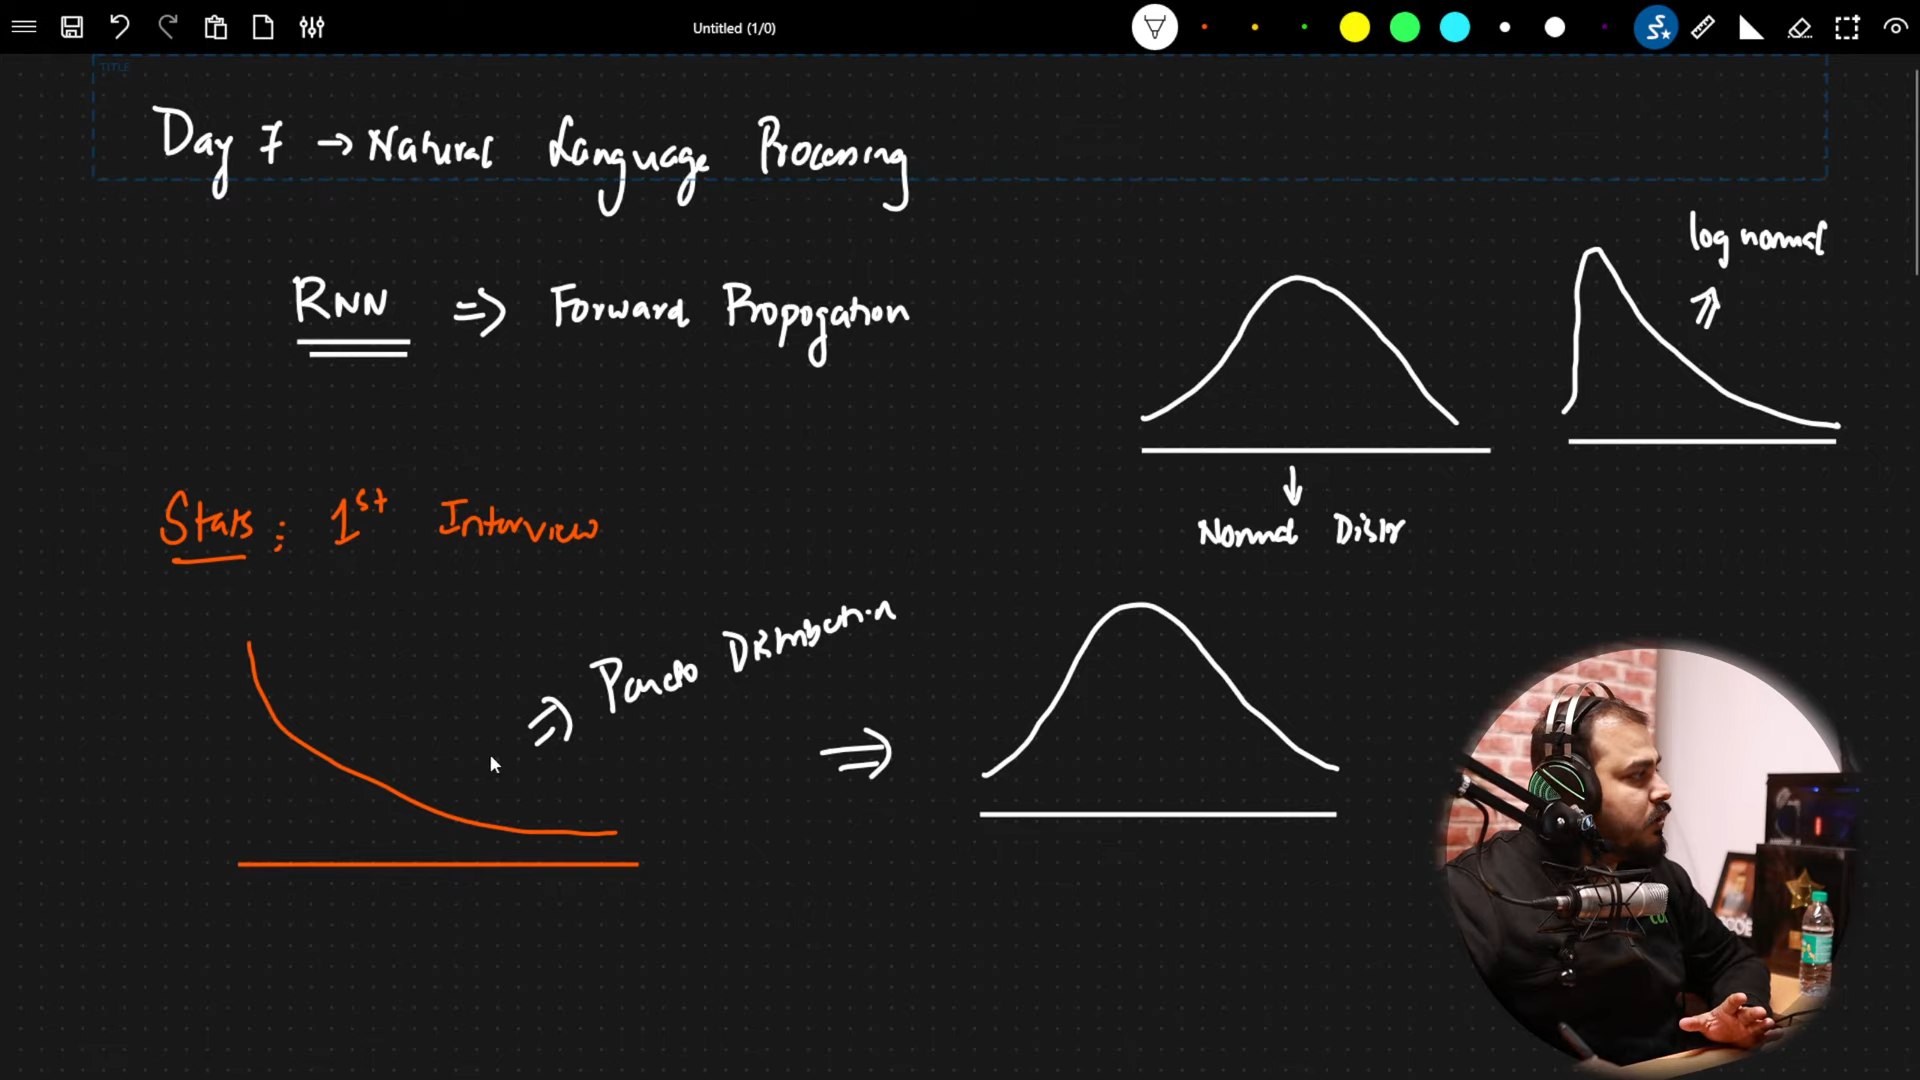 Untitled (1/0)
TITLE
Day 7 → Natural Language Processing
RNN ⇒ Forward Propogation
log normal
Normal Distr
Stats : 1st Interview
⇒ Pareto Distribution